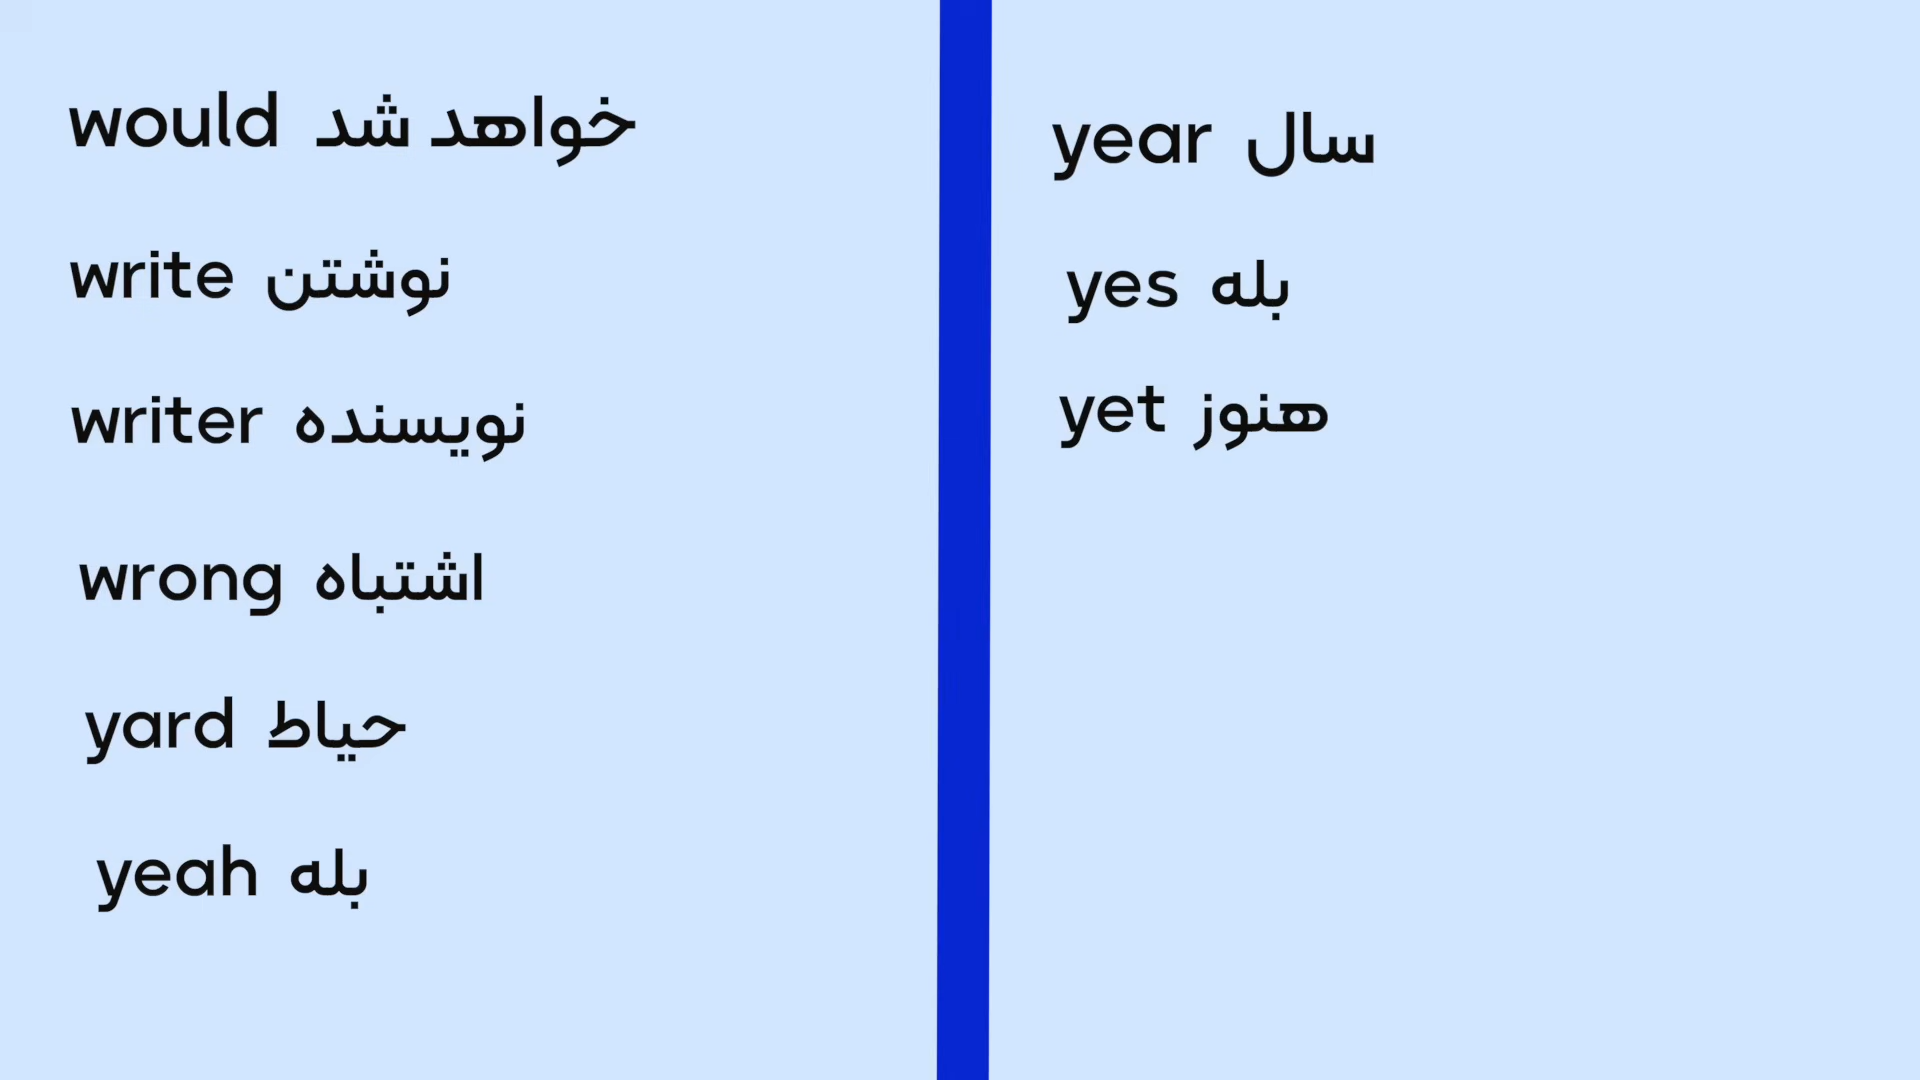 would خواهد شد
write نوشتن
writer نویسنده
wrong اشتباه
yard حیاط
yeah بله
year سال
yes بله
yet هنوز